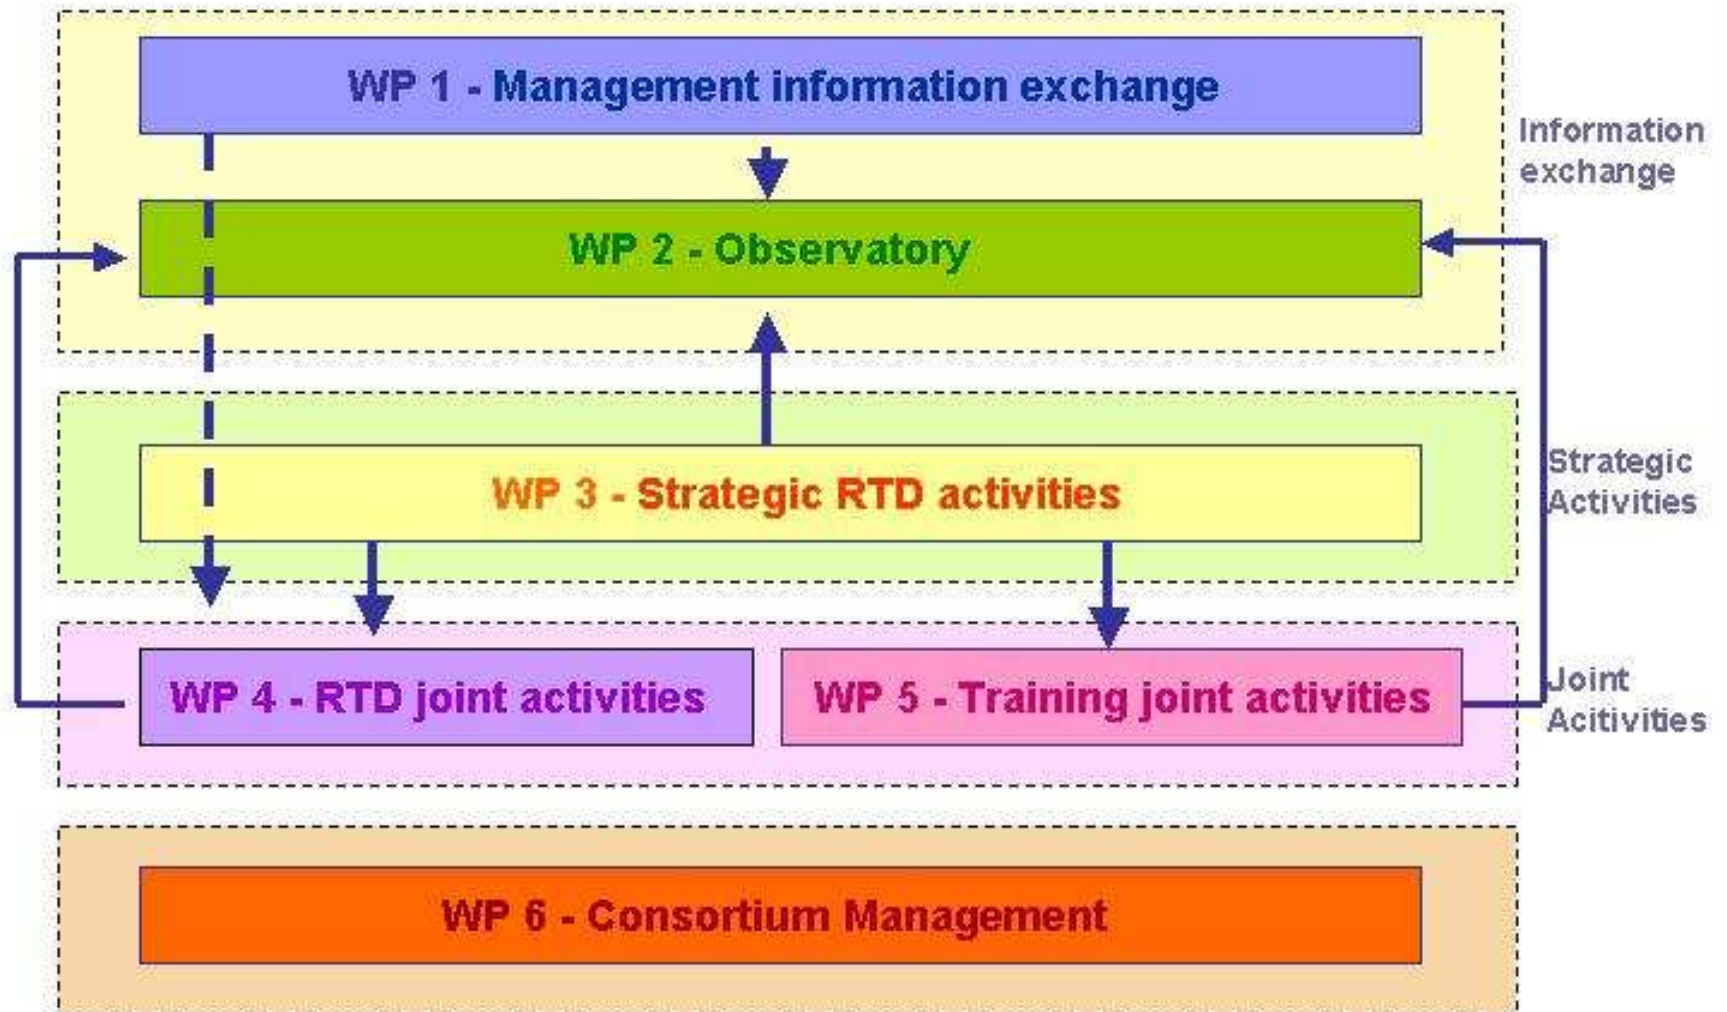 WP 1 - Management information exchange
Information
exchange
WP 2 - Observatory
WP 3 - Strategic RTD activities
Strategic
Activities
WP 4 - RTD joint activities
WP 5 - Training joint activities
Joint
Acitivities
WP 6 - Consortium Management